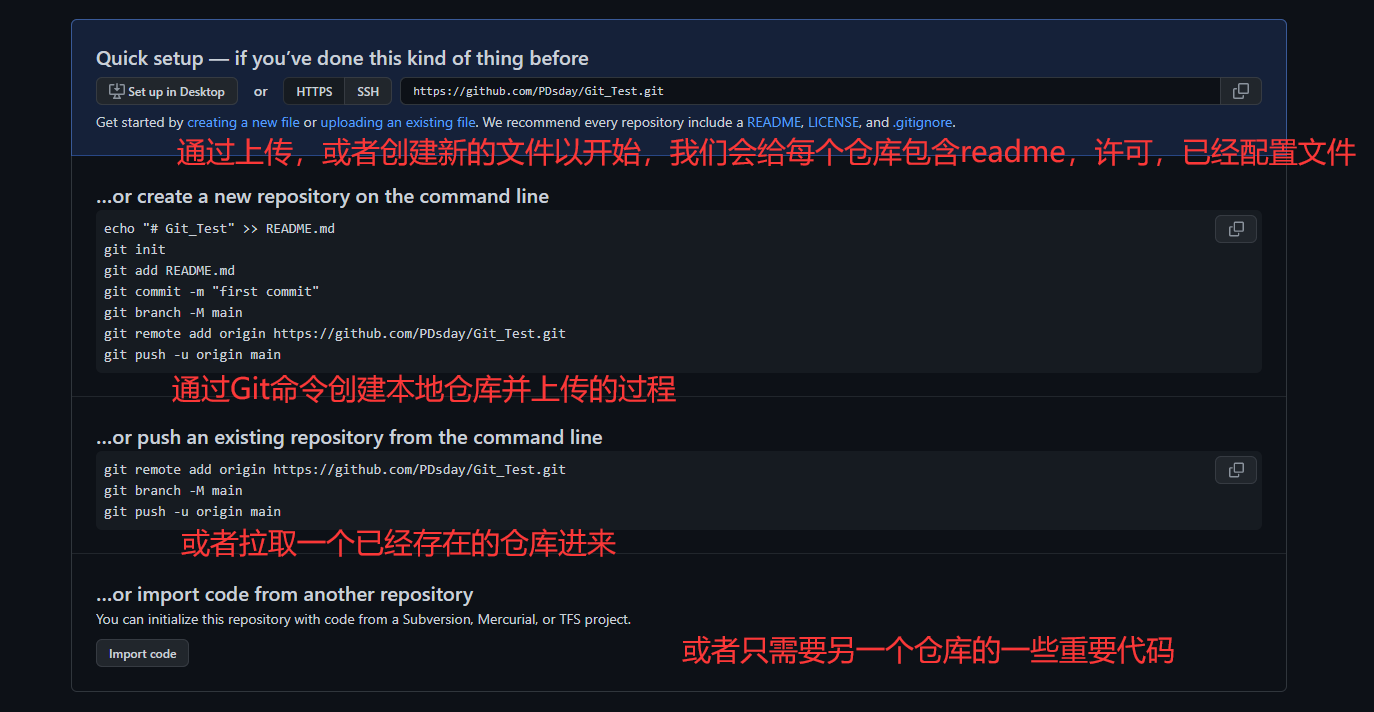 Quick setup — if you’ve done this kind of thing before
Set up in Desktop or HTTPS SSH https://github.com/PDsday/Git_Test.git
Get started by creating a new file or uploading an existing file. We recommend every repository include a README, LICENSE, and .gitignore.
通过上传，或者创建新的文件以开始，我们会给每个仓库包含readme，许可，已经配置文件
…or create a new repository on the command line
echo "# Git_Test" >> README.md
git init
git add README.md
git commit -m "first commit"
git branch -M main
git remote add origin https://github.com/PDsday/Git_Test.git
git push -u origin main
通过Git命令创建本地仓库并上传的过程
…or push an existing repository from the command line
git remote add origin https://github.com/PDsday/Git_Test.git
git branch -M main
git push -u origin main
或者拉取一个已经存在的仓库进来
…or import code from another repository
You can initialize this repository with code from a Subversion, Mercurial, or TFS project.
或者只需要另一个仓库的一些重要代码
Import code